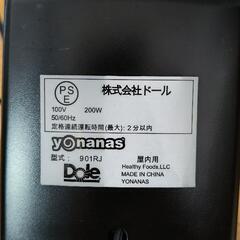 PSE
株式会社ドール
100V 200W
50/60Hz
定格連続運転時間(最大):2分以内
yonanas
型式: 901RJ
屋内用
Dole
Healthy Foods,LLC
MADE IN CHINA
YONANAS